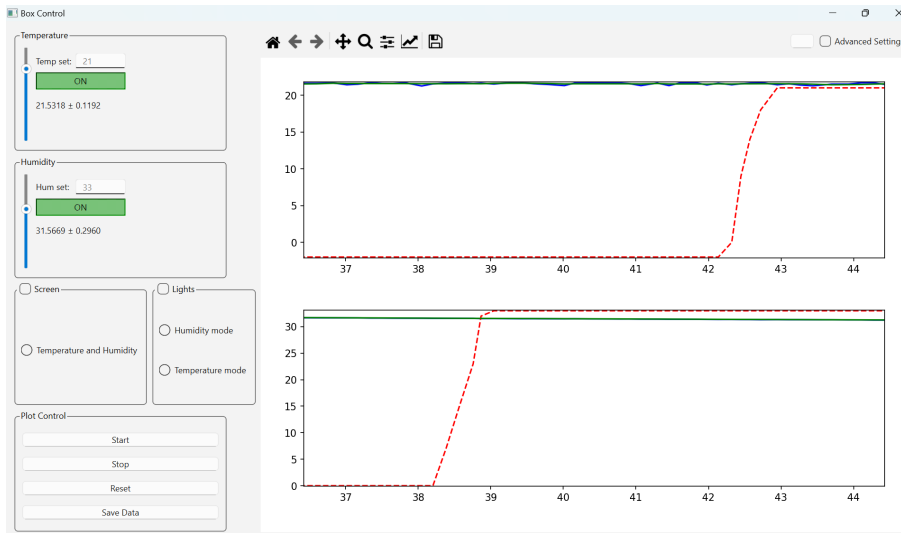 Box Control
Temperature
Temp set: 21
ON
21.5318 ± 0.1192
Humidity
Hum set: 33
ON
31.5669 ± 0.2960
Screen
Temperature and Humidity
Lights
Humidity mode
Temperature mode
Plot Control
Start
Stop
Reset
Save Data
Advanced Setting
20
15
10
5
0
37 38 39 40 41 42 43 44
30
25
20
15
10
5
0
37 38 39 40 41 42 43 44